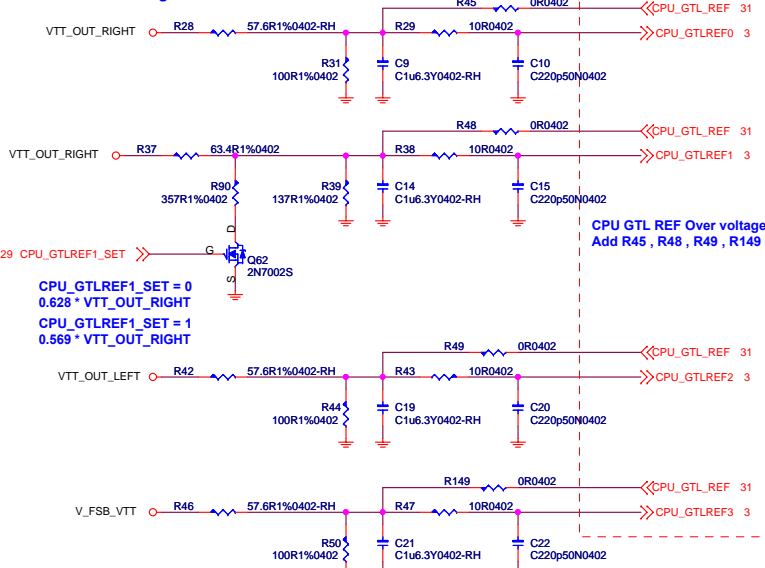 R45 0R0402 CPU_GTL_REF 31
VTT_OUT_RIGHT R28 57.6R1%0402-RH R29 10R0402 CPU_GTLREF0 3
R31 C9 C10
100R1%0402 C1u6.3Y0402-RH C220p50N0402
R48 0R0402 CPU_GTL_REF 31
VTT_OUT_RIGHT R37 63.4R1%0402 R38 10R0402 CPU_GTLREF1 3
R90 R39 C14 C15
357R1%0402 137R1%0402 C1u6.3Y0402-RH C220p50N0402
CPU GTL REF Over voltage
Add R45 , R48 , R49 , R149
D
29 CPU_GTLREF1_SET G
Q62
2N7002S
S
CPU_GTLREF1_SET = 0
0.628 * VTT_OUT_RIGHT
CPU_GTLREF1_SET = 1
0.569 * VTT_OUT_RIGHT
R49 0R0402 CPU_GTL_REF 31
VTT_OUT_LEFT R42 57.6R1%0402-RH R43 10R0402 CPU_GTLREF2 3
R44 C19 C20
100R1%0402 C1u6.3Y0402-RH C220p50N0402
R149 0R0402 CPU_GTL_REF 31
V_FSB_VTT R46 57.6R1%0402-RH R47 10R0402 CPU_GTLREF3 3
R50 C21 C22
100R1%0402 C1u6.3Y0402-RH C220p50N0402